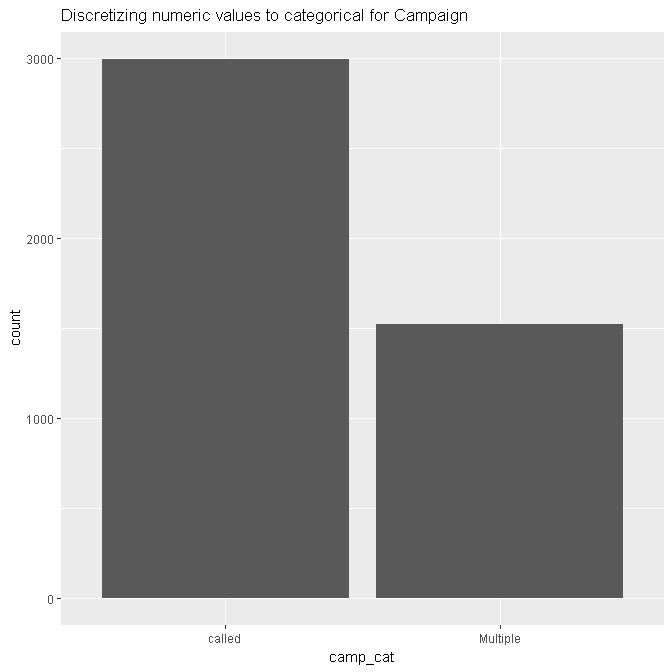 Discretizing numeric values to categorical for Campaign
3000
2000
1000
0
count
called
Multiple
camp_cat